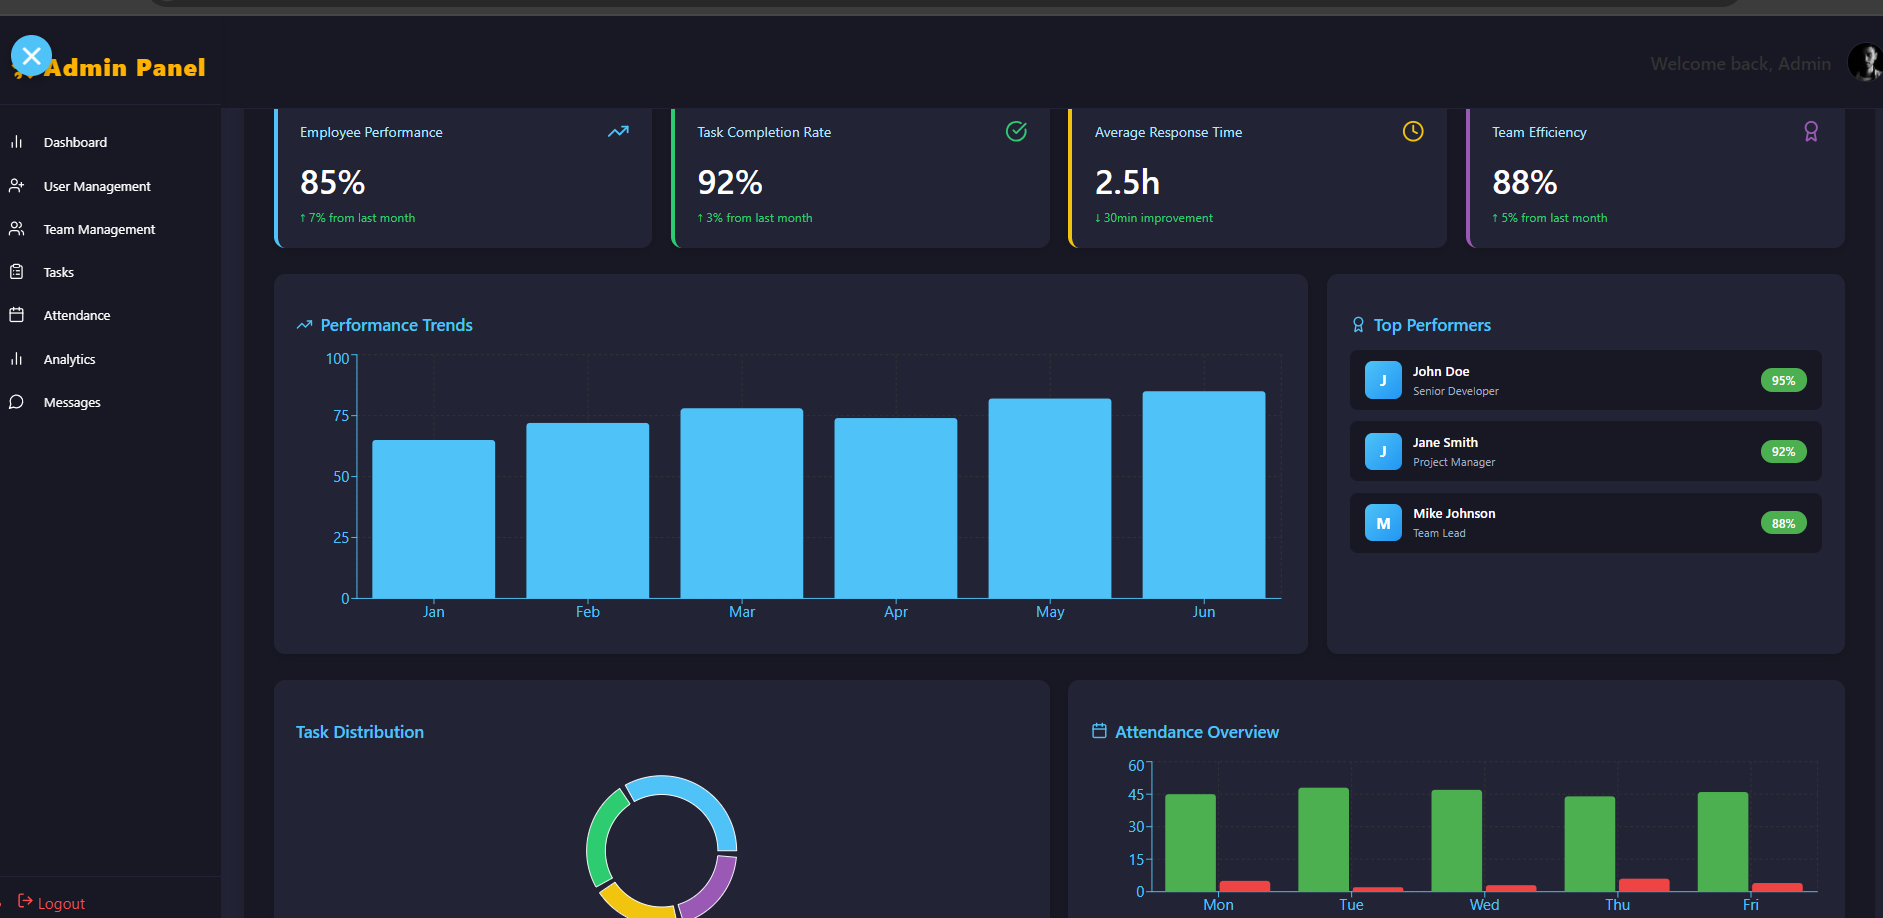 Admin Panel
Welcome back, Admin
Dashboard
User Management
Team Management
Tasks
Attendance
Analytics
Messages
Logout
Employee Performance
85%
↑ 7% from last month
Task Completion Rate
92%
↑ 3% from last month
Average Response Time
2.5h
↓ 30min improvement
Team Efficiency
88%
↑ 5% from last month
Performance Trends
100
75
50
25
0
Jan Feb Mar Apr May Jun
Top Performers
J
John Doe
Senior Developer
95%
J
Jane Smith
Project Manager
92%
M
Mike Johnson
Team Lead
88%
Task Distribution
Attendance Overview
60
45
30
15
0
Mon Tue Wed Thu Fri